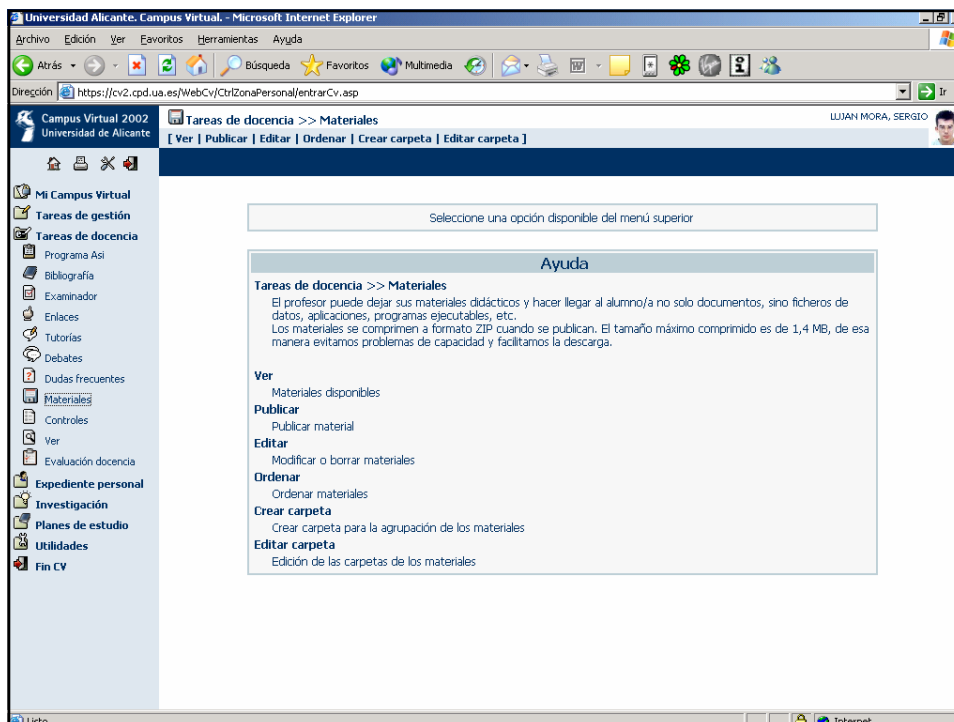 Universidad Alicante. Campus Virtual. - Microsoft Internet Explorer
Archivo Edición Ver Favoritos Herramientas Ayuda
Atrás Búsqueda Favoritos Multimedia
Dirección https://cv2.cpd.ua.es/WebCv/CtrlZonaPersonal/entrarCv.asp Ir
Campus Virtual 2002
Universidad de Alicante
Tareas de docencia >> Materiales
LUJAN MORA, SERGIO
[ Ver | Publicar | Editar | Ordenar | Crear carpeta | Editar carpeta ]
Mi Campus Virtual
Tareas de gestión
Tareas de docencia
Programa Asi
Bibliografía
Examinador
Enlaces
Tutorías
Debates
Dudas frecuentes
Materiales
Controles
Ver
Evaluación docencia
Expediente personal
Investigación
Planes de estudio
Utilidades
Fin CV
Seleccione una opción disponible del menú superior
Ayuda
Tareas de docencia >> Materiales
El profesor puede dejar sus materiales didácticos y hacer llegar al alumno/a no solo documentos, sino ficheros de
datos, aplicaciones, programas ejecutables, etc.
Los materiales se comprimen a formato ZIP cuando se publican. El tamaño máximo comprimido es de 1,4 MB, de esa
manera evitamos problemas de capacidad y facilitamos la descarga.
Ver
Materiales disponibles
Publicar
Publicar material
Editar
Modificar o borrar materiales
Ordenar
Ordenar materiales
Crear carpeta
Crear carpeta para la agrupación de los materiales
Editar carpeta
Edición de las carpetas de los materiales
Listo
Internet